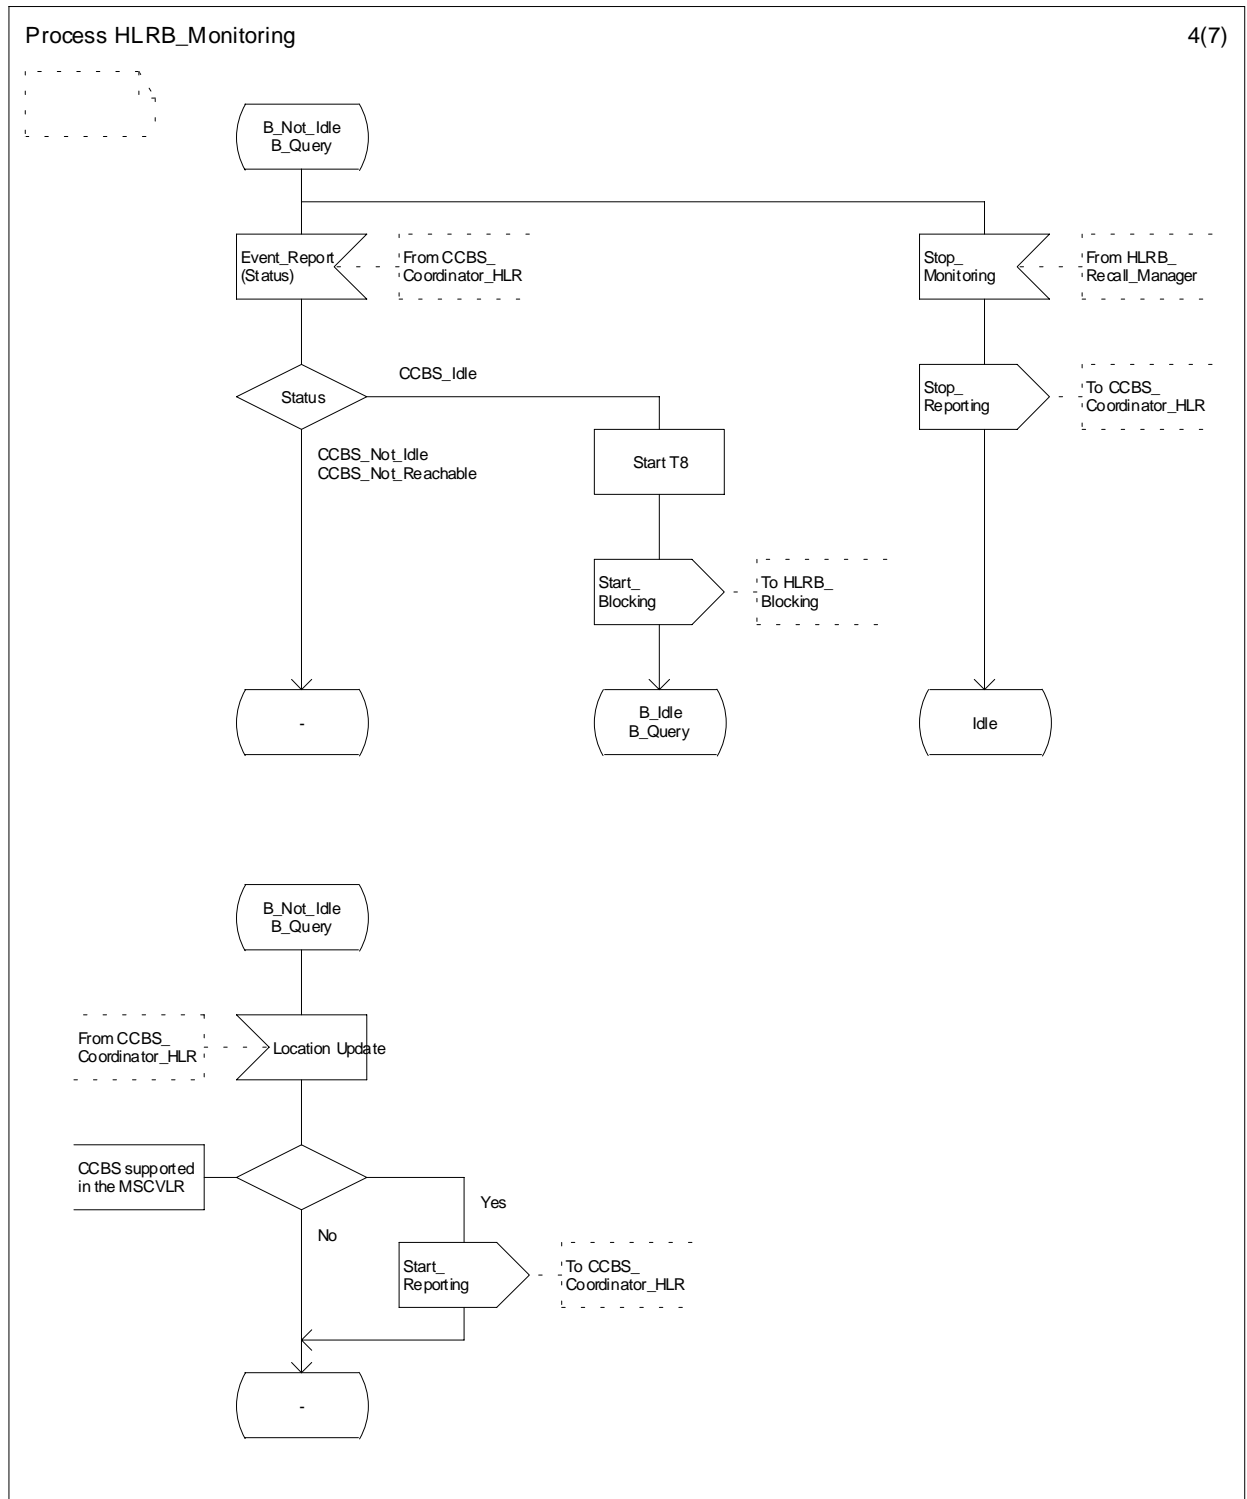 Process HLRB_Monitoring
4(7)
B_Not_Idle
B_Query
Event_Report
(Status)
From CCBS_
Coordinator_HLR
Stop_
Monitoring
From HLRB_
Recall_Manager
Status
CCBS_Idle
Stop_
Reporting
To CCBS_
Coordinator_HLR
CCBS_Not_Idle
CCBS_Not_Reachable
Start T8
Start_
Blocking
To HLRB_
Blocking
-
B_Idle
B_Query
Idle
B_Not_Idle
B_Query
From CCBS_
Coordinator_HLR
Location Update
CCBS supported
in the MSCVLR
Yes
No
Start_
Reporting
To CCBS_
Coordinator_HLR
-